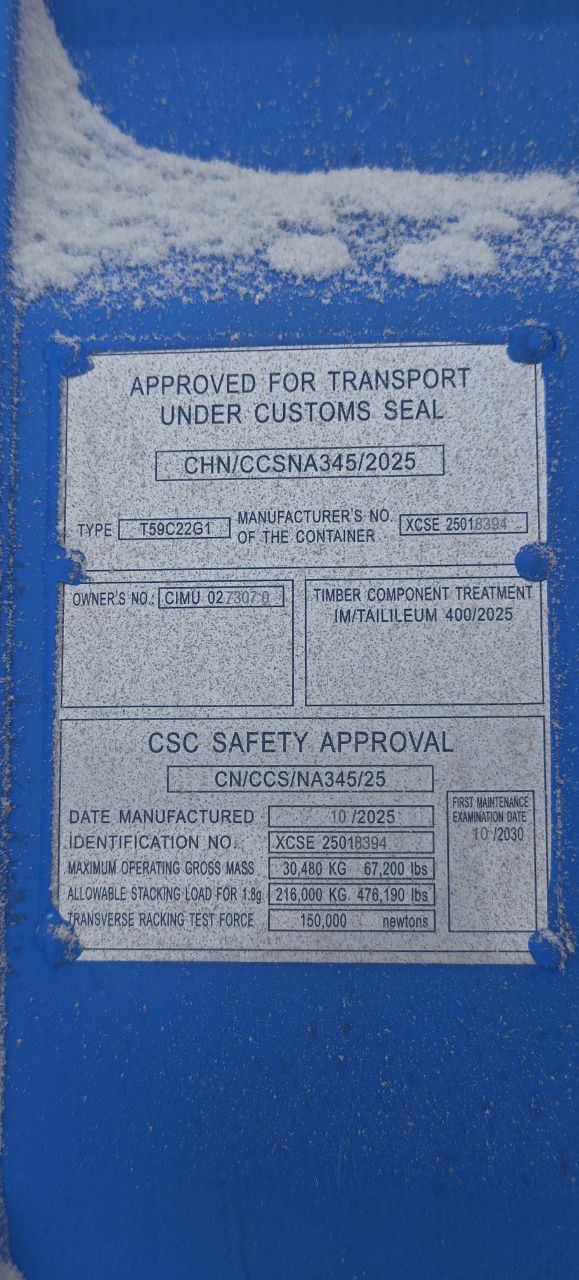 APPROVED FOR TRANSPORT
UNDER CUSTOMS SEAL
CHN/CCSNA345/2025
TYPE T59C22G1 MANUFACTURER'S NO. OF THE CONTAINER XCSE 25018394
OWNER'S NO.: CIMU 027307 0
TIMBER COMPONENT TREATMENT
IM/TAILILEUM 400/2025
CSC SAFETY APPROVAL
CN/CCS/NA345/25
DATE MANUFACTURED 10 /2025
IDENTIFICATION NO. XCSE 25018394
MAXIMUM OPERATING GROSS MASS 30,480 KG 67,200 lbs
ALLOWABLE STACKING LOAD FOR 1.8g 216,000 KG 476,190 lbs
TRANSVERSE RACKING TEST FORCE 150,000 newtons
FIRST MAINTENANCE
EXAMINATION DATE
10 /2030